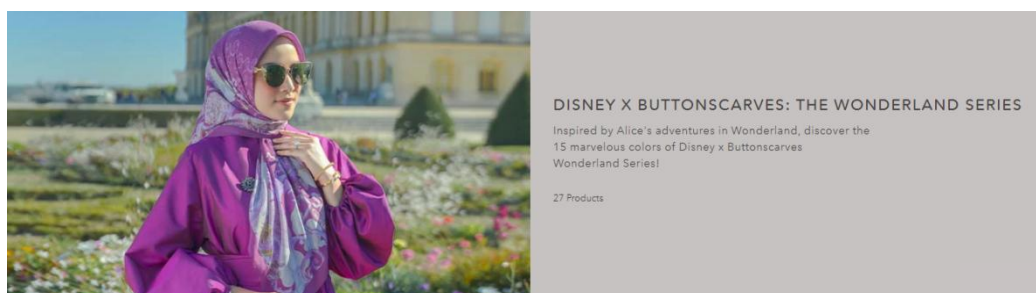 DISNEY X BUTTONSCARVES: THE WONDERLAND SERIES
Inspired by Alice's adventures in Wonderland, discover the
15 marvelous colors of Disney x Buttonscarves
Wonderland Series!
27 Products